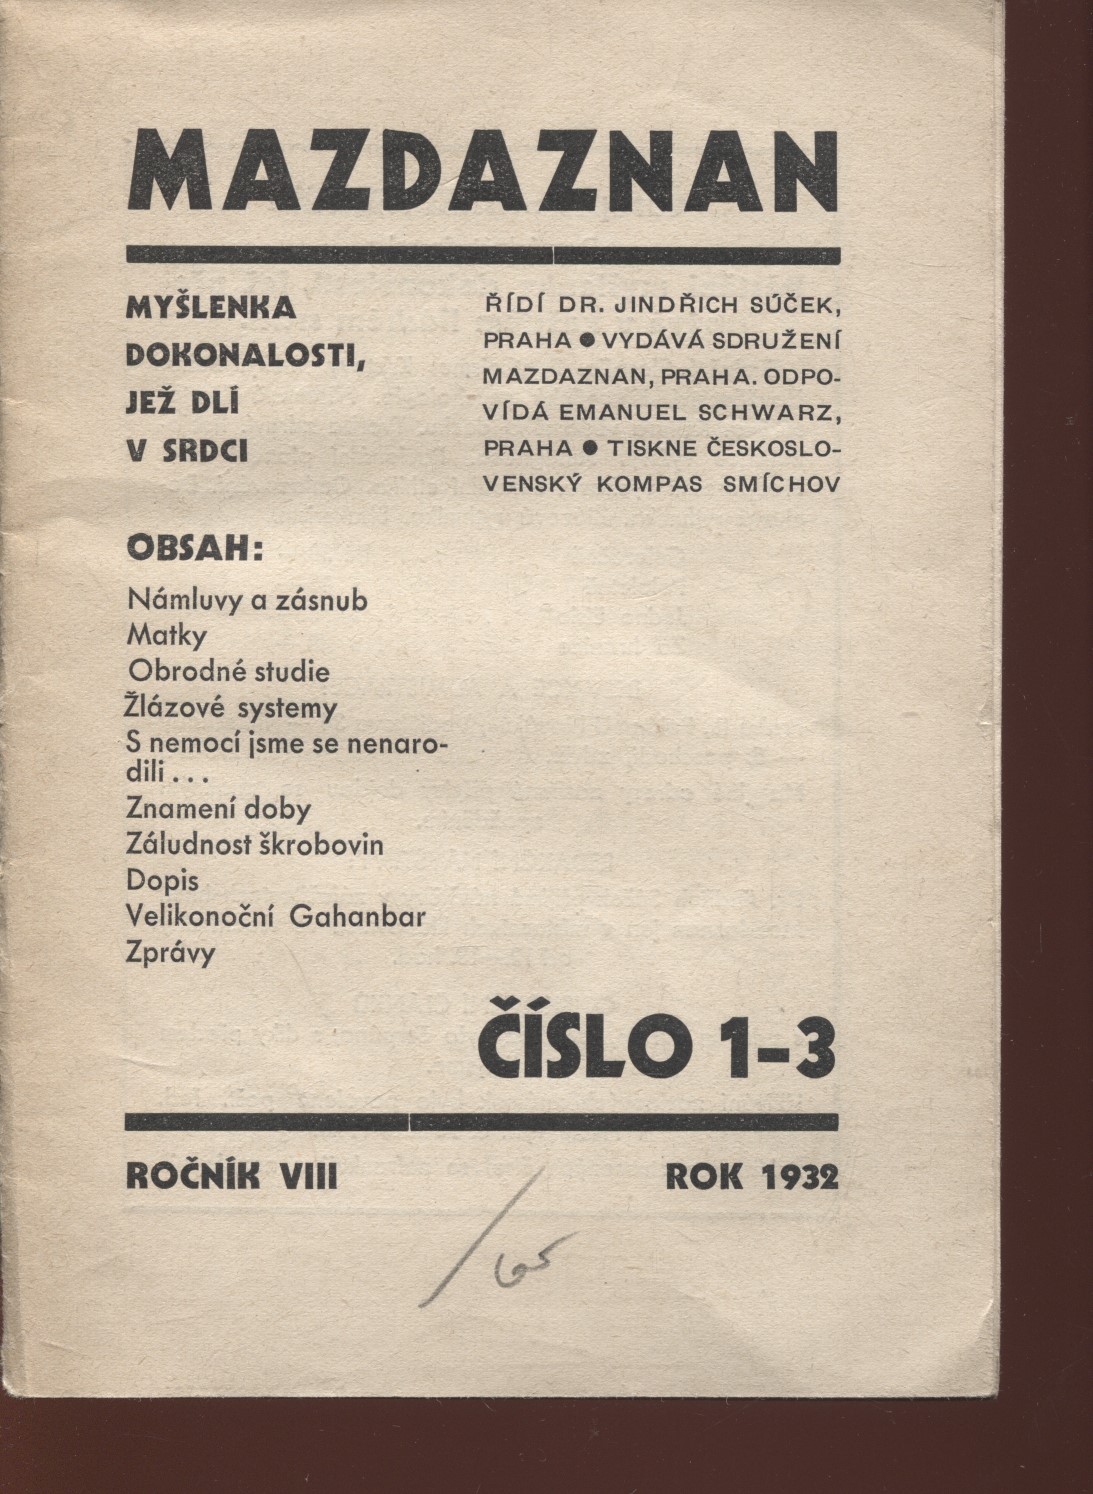 MAZDAZNAN
MYŠLENKA
DOKONALOSTI,
JEŽ DLÍ
V SRDCI
ŘÍDÍ DR. JINDŘICH SÚČEK,
PRAHA ● VYDÁVÁ SDRUŽENÍ
MAZDAZNAN, PRAHA. ODPO-
VÍDÁ EMANUEL SCHWARZ,
PRAHA ● TISKNE ČESKOSLO-
VENSKÝ KOMPAS SMÍCHOV
OBSAH:
Námluvy a zásnub
Matky
Obrodné studie
Žlázové systemy
S nemocí jsme se nenaro-
dili...
Znamení doby
Záludnost škrobovin
Dopis
Velikonoční Gahanbar
Zprávy
ČÍSLO 1-3
ROČNÍK VIII
ROK 1932